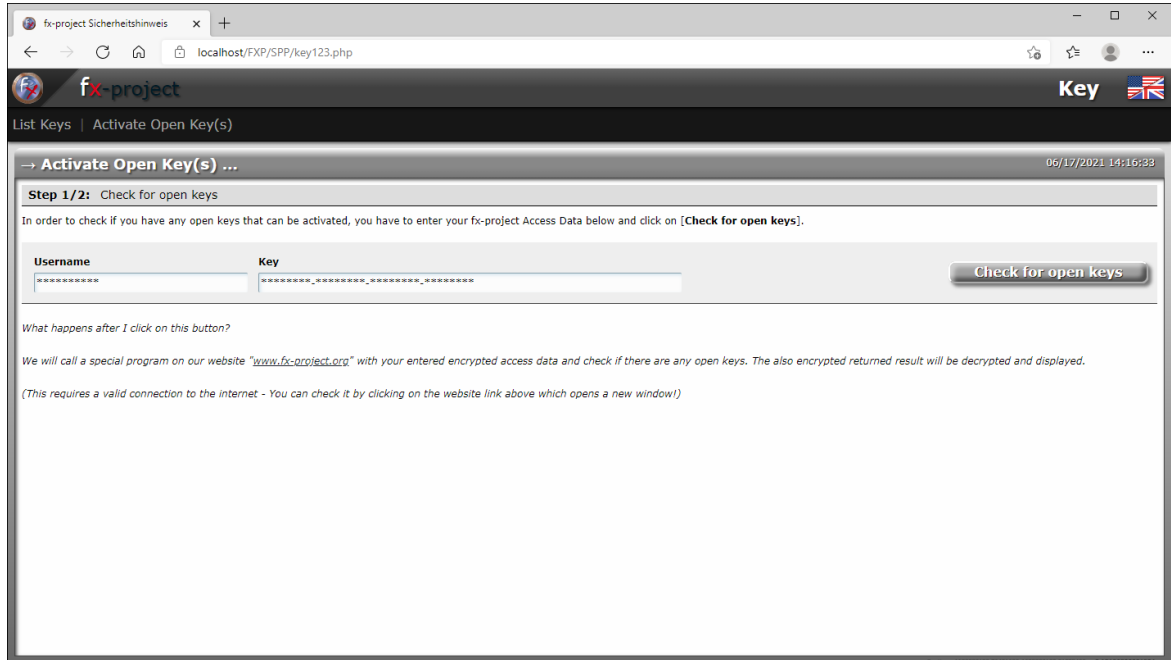 fx-project Sicherheitshinweis
localhost/FXP/SPP/key123.php
fx-project
Key
List Keys | Activate Open Key(s)
→ Activate Open Key(s) ...
06/17/2021 14:16:33
Step 1/2: Check for open keys
In order to check if you have any open keys that can be activated, you have to enter your fx-project Access Data below and click on [Check for open keys].
Username
Key
**********
********-********-********-********
Check for open keys
What happens after I click on this button?
We will call a special program on our website "www.fx-project.org" with your entered encrypted access data and check if there are any open keys. The also encrypted returned result will be decrypted and displayed.
(This requires a valid connection to the internet - You can check it by clicking on the website link above which opens a new window!)